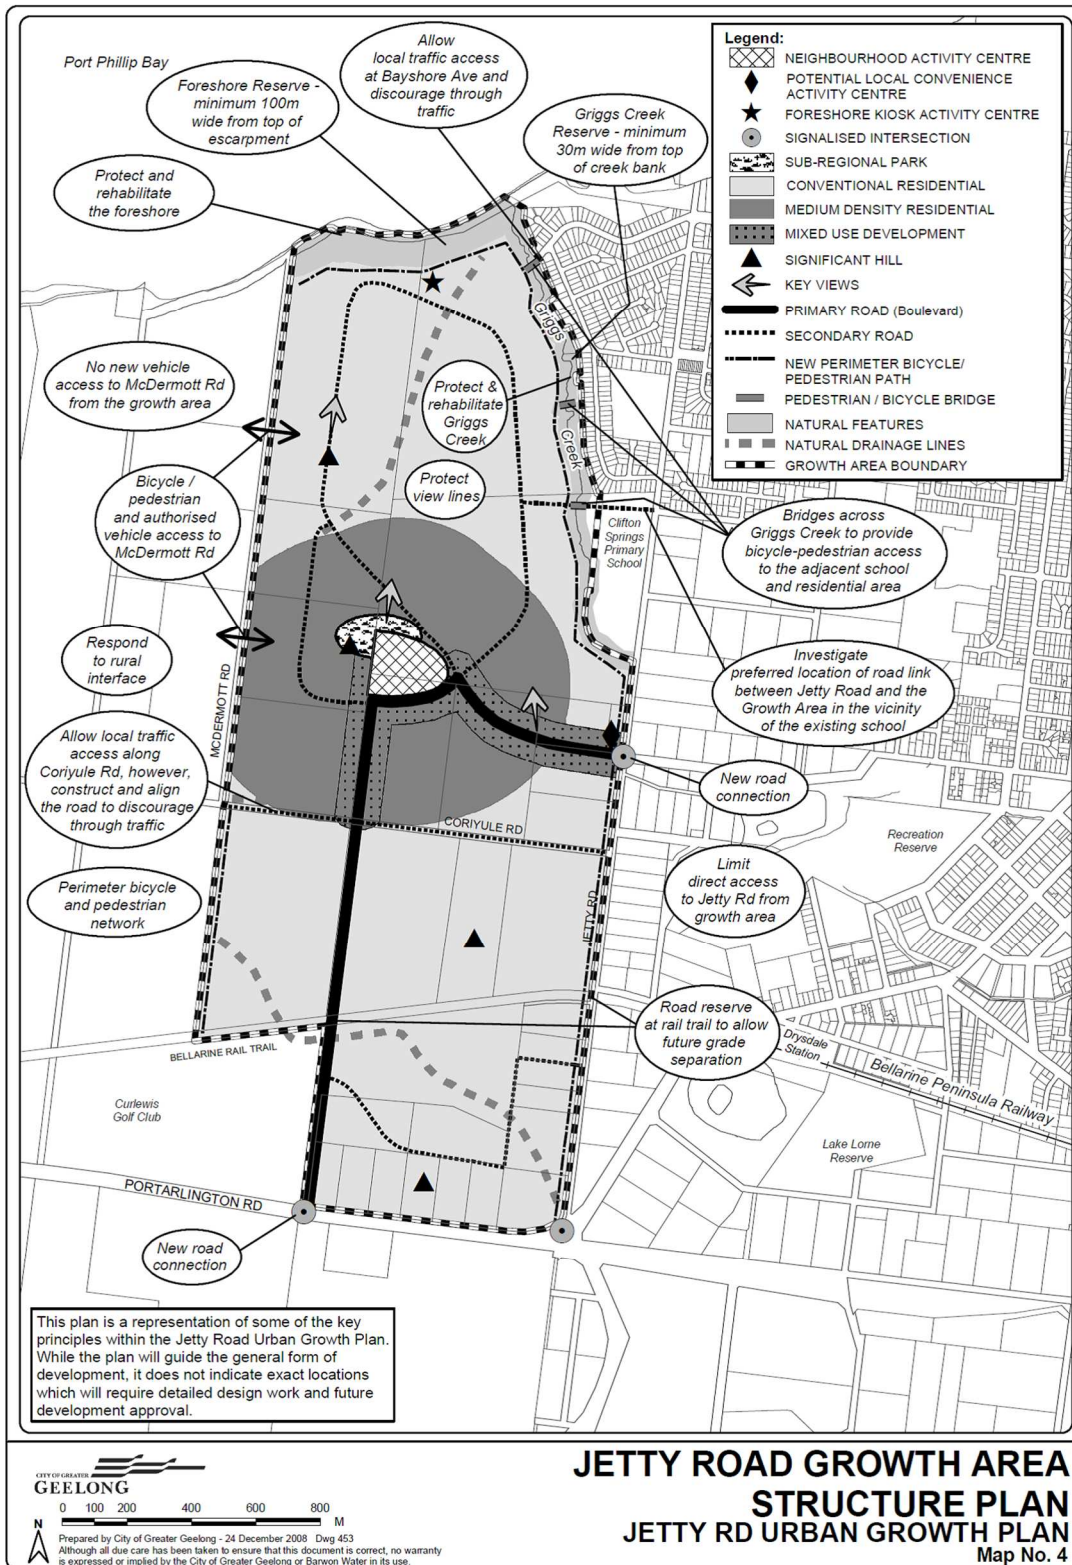 Port Phillip Bay
Foreshore Reserve -
minimum 100m
wide from top of
escarpment
Allow
local traffic access
at Bayshore Ave and
discourage through
traffic
Griggs Creek
Reserve - minimum
30m wide from top
of creek bank
Protect and
rehabilitate
the foreshore
Legend:
NEIGHBOURHOOD ACTIVITY CENTRE
POTENTIAL LOCAL CONVENIENCE
ACTIVITY CENTRE
FORESHORE KIOSK ACTIVITY CENTRE
SIGNALISED INTERSECTION
SUB-REGIONAL PARK
CONVENTIONAL RESIDENTIAL
MEDIUM DENSITY RESIDENTIAL
MIXED USE DEVELOPMENT
SIGNIFICANT HILL
KEY VIEWS
PRIMARY ROAD (Boulevard)
SECONDARY ROAD
NEW PERIMETER BICYCLE/
PEDESTRIAN PATH
PEDESTRIAN / BICYCLE BRIDGE
NATURAL FEATURES
NATURAL DRAINAGE LINES
GROWTH AREA BOUNDARY
Griggs
Creek
No new vehicle
access to McDermott Rd
from the growth area
Protect &
rehabilitate
Griggs
Creek
Protect
view lines
Bicycle /
pedestrian
and authorised
vehicle access to
McDermott Rd
Clifton
Springs
Primary
School
Bridges across
Griggs Creek to provide
bicycle-pedestrian access
to the adjacent school
and residential area
Respond
to rural
interface
MCDERMOTT RD
Investigate
preferred location of road link
between Jetty Road and the
Growth Area in the vicinity
of the existing school
Allow local traffic
access along
Coriyule Rd, however,
construct and align
the road to discourage
through traffic
New road
connection
CORIYULE RD
Recreation
Reserve
Limit
direct access
to Jetty Rd from
growth area
JETTY RD
Perimeter bicycle
and pedestrian
network
Road reserve
at rail trail to allow
future grade
separation
BELLARINE RAIL TRAIL
Drysdale
Station
Bellarine Peninsula Railway
Curlewis
Golf Club
Lake Lorne
Reserve
PORTARLINGTON RD
New road
connection
This plan is a representation of some of the key
principles within the Jetty Road Urban Growth Plan.
While the plan will guide the general form of
development, it does not indicate exact locations
which will require detailed design work and future
development approval.
CITY OF GREATER
GEELONG
0 100 200 400 600 800
M
N
Prepared by City of Greater Geelong - 24 December 2008 Dwg 453
Although all due care has been taken to ensure that this document is correct, no warranty
is expressed or implied by the City of Greater Geelong or Barwon Water in its use.
JETTY ROAD GROWTH AREA
STRUCTURE PLAN
JETTY RD URBAN GROWTH PLAN
Map No. 4